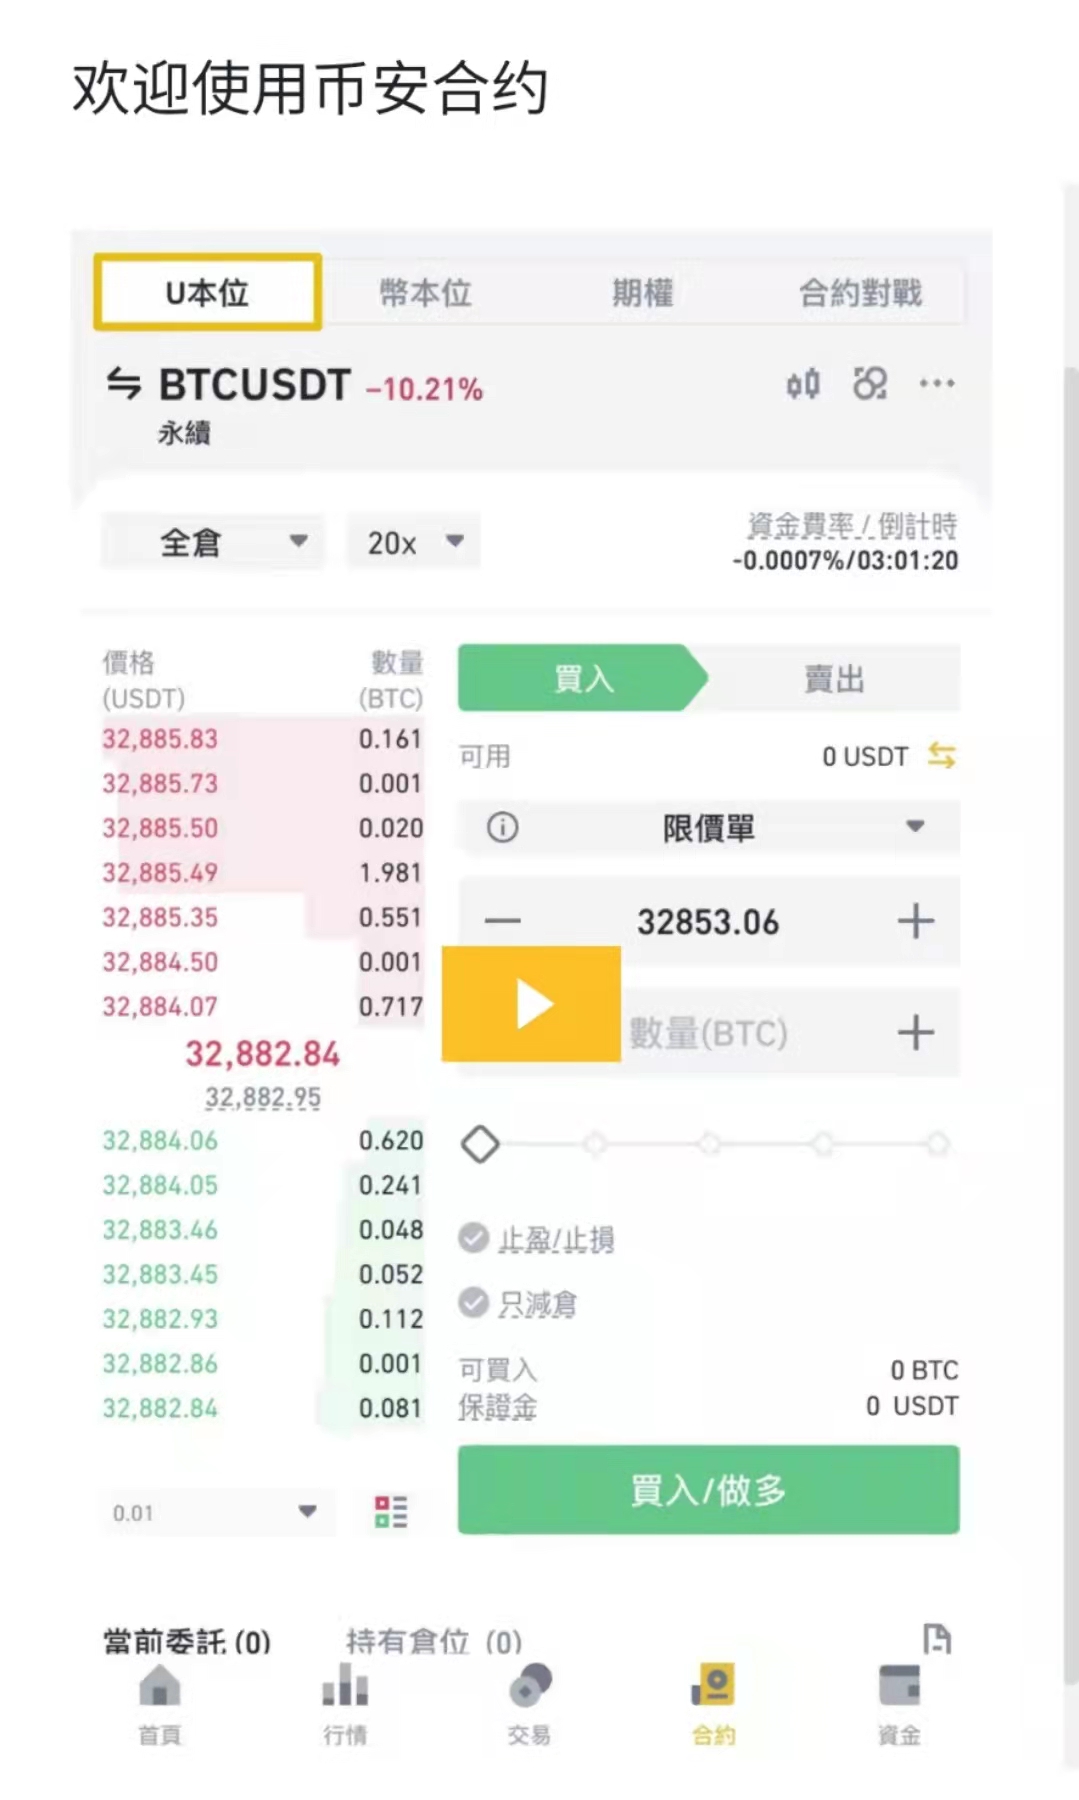 欢迎使用币安合约
U本位 幣本位 期權 合約對戰
BTCUSDT -10.21%
永續
全倉 20x
資金費率 / 倒計時
-0.0007%/03:01:20
價格 數量
(USDT) (BTC)
買入 賣出
32,885.83 0.161
可用 0 USDT
32,885.73 0.001
32,885.50 0.020
限價單
32,885.49 1.981
32,885.35 0.551
32853.06
32,884.50 0.001
32,884.07 0.717
數量(BTC)
32,882.84
32,882.95
32,884.06 0.620
32,884.05 0.241
32,883.46 0.048
止盈/止損
32,883.45 0.052
只減倉
32,882.93 0.112
32,882.86 0.001
可買入 0 BTC
32,882.84 0.081
保證金 0 USDT
買入/做多
0.01
當前委託 (0) 持有倉位 (0)
首頁 行情 交易 合約 資金